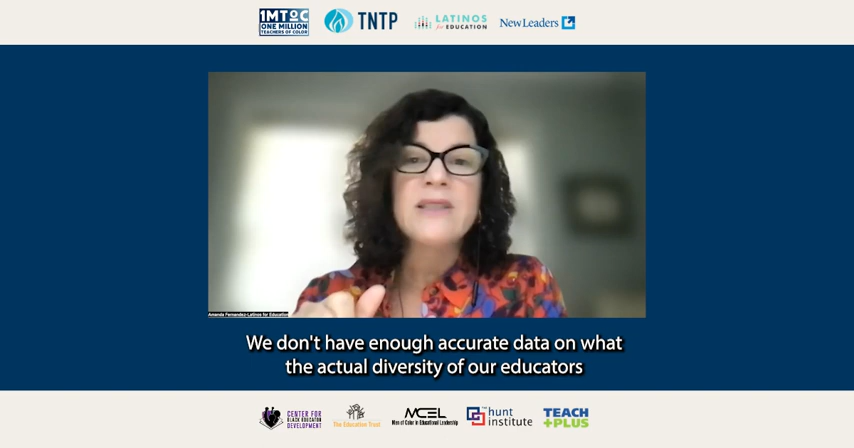 1MToC
ONE MILLION
TEACHERS OF COLOR
TNTP
LATINOS
for EDUCATION
New Leaders
Amanda Fernandez-Latinos for Education
We don't have enough accurate data on what
the actual diversity of our educators
CENTER FOR
BLACK EDUCATOR
DEVELOPMENT
The Education Trust
MCEL
Men of Color in Educational Leadership
the hunt
institute
TEACH
+PLUS